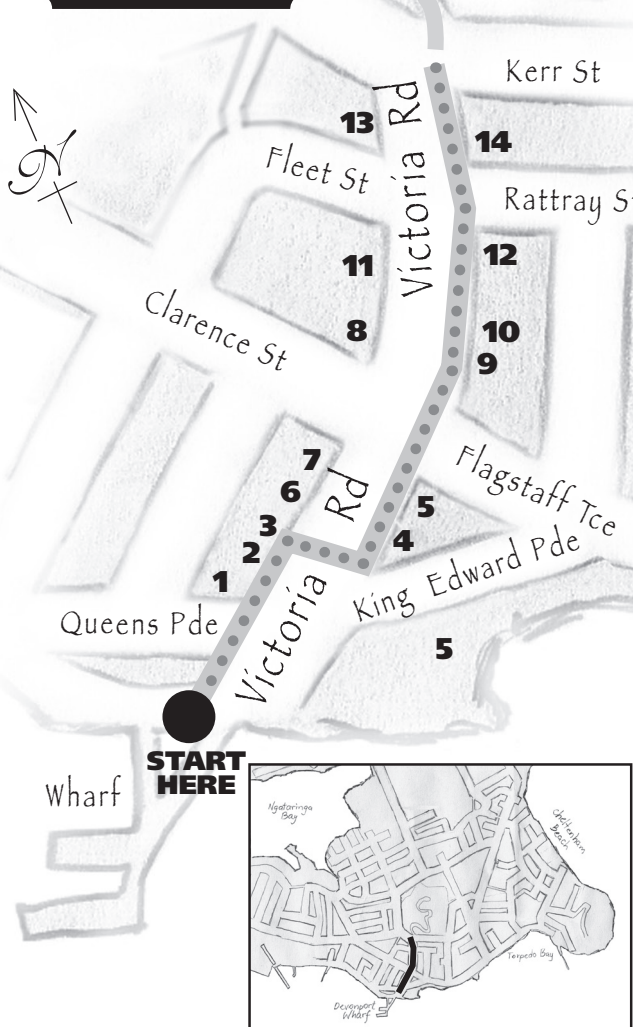 Kerr St
Victoria Rd
13
14
Fleet St
N
Rattray S
11
12
8
10
9
Clarence St
7
6
3
2
1
Rd
5
4
Flagstaff Tce
King Edward Pde
Victoria
Queens Pde
5
START
HERE
Wharf
Ngataringa
Bay
Cheltenham
Beach
Torpedo Bay
Devonport
Wharf